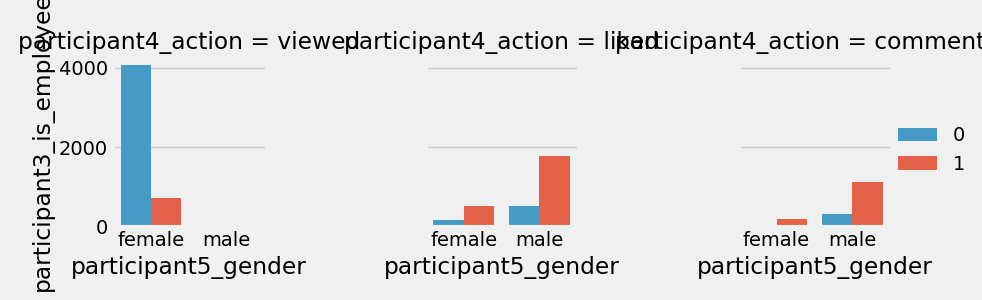 participant4_action = viewed
participant4_action = liked
participant4_action = comment
participant3_is_employee
4000
2000
0
female male
female male
female male
participant5_gender
participant5_gender
participant5_gender
0
1